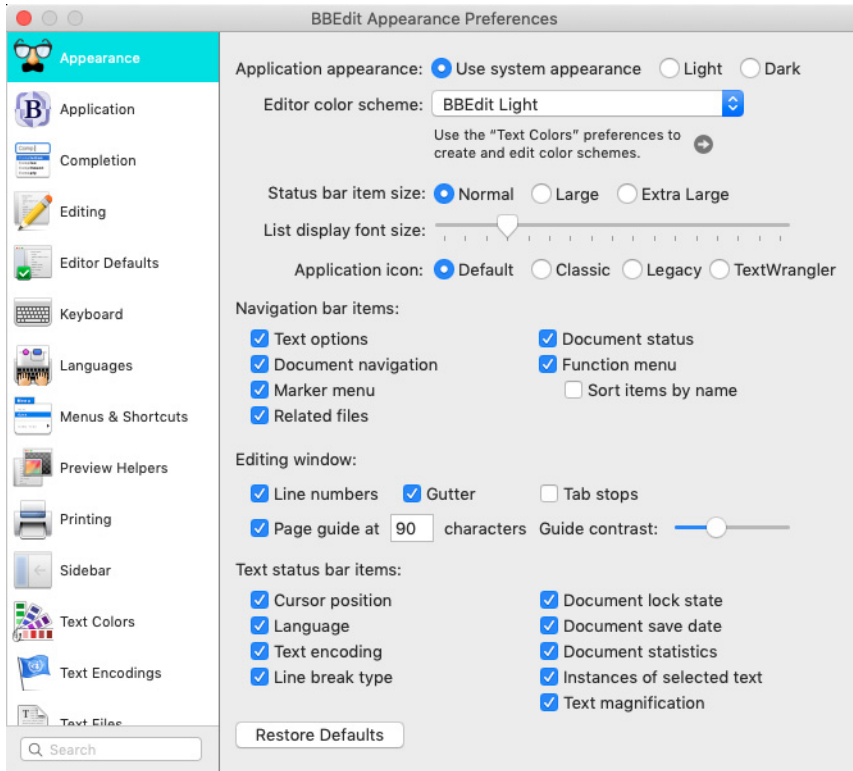 BBEdit Appearance Preferences
Appearance
Application
Completion
Editing
Editor Defaults
Keyboard
Languages
Menus & Shortcuts
Preview Helpers
Printing
Sidebar
Text Colors
Text Encodings
Text Files
Search
Application appearance: Use system appearance Light Dark
Editor color scheme: BBEdit Light
Use the “Text Colors” preferences to
create and edit color schemes.
Status bar item size: Normal Large Extra Large
List display font size:
Application icon: Default Classic Legacy TextWrangler
Navigation bar items:
Text options Document status
Document navigation Function menu
Marker menu Sort items by name
Related files
Editing window:
Line numbers Gutter Tab stops
Page guide at 90 characters Guide contrast:
Text status bar items:
Cursor position Document lock state
Language Document save date
Text encoding Document statistics
Line break type Instances of selected text
Text magnification
Restore Defaults